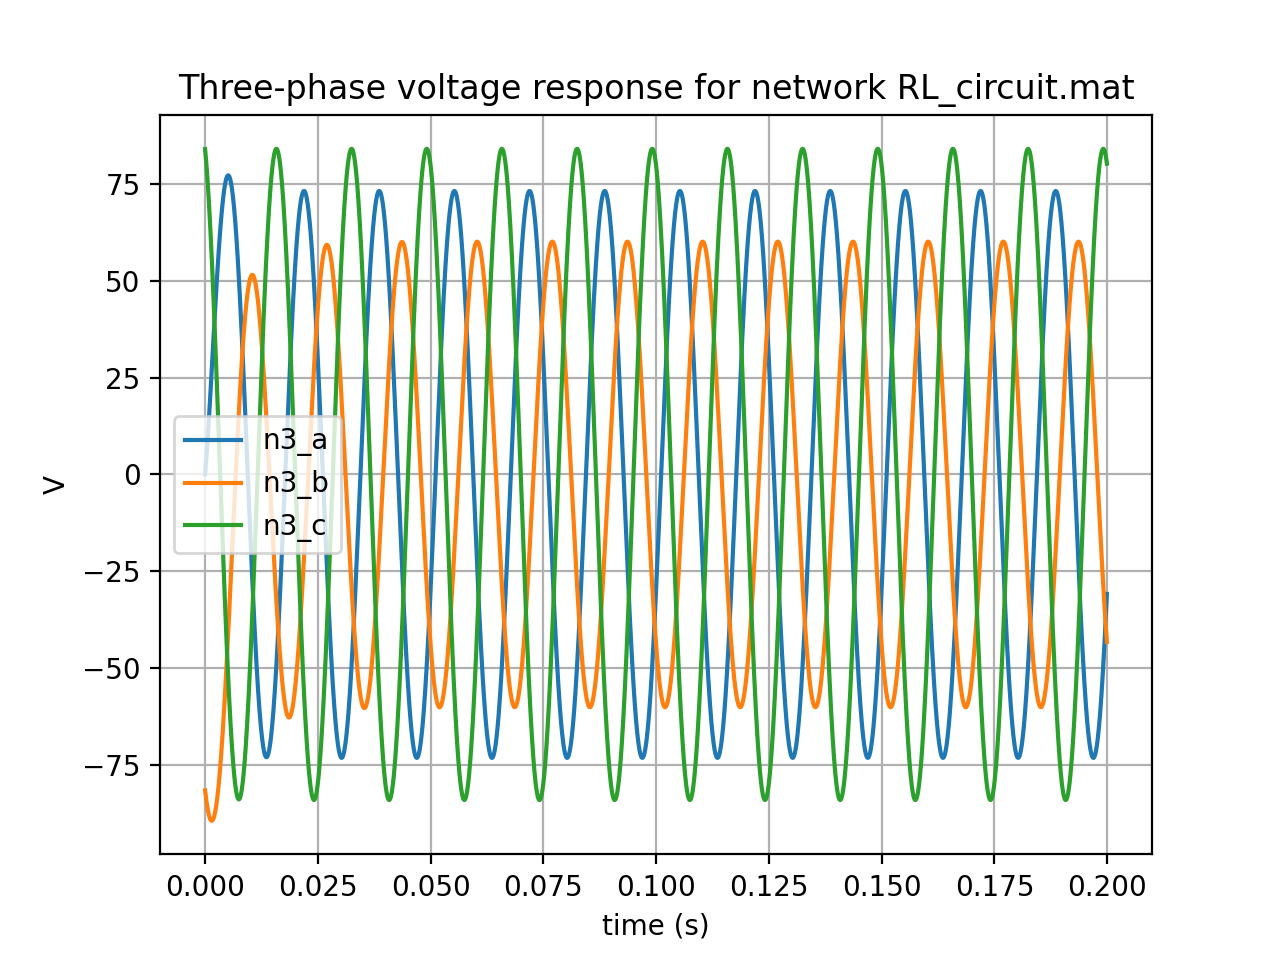 Three-phase voltage response for network RL_circuit.mat
75
50
25
0
−25
−50
−75
V
n3_a
n3_b
n3_c
0.000 0.025 0.050 0.075 0.100 0.125 0.150 0.175 0.200
time (s)